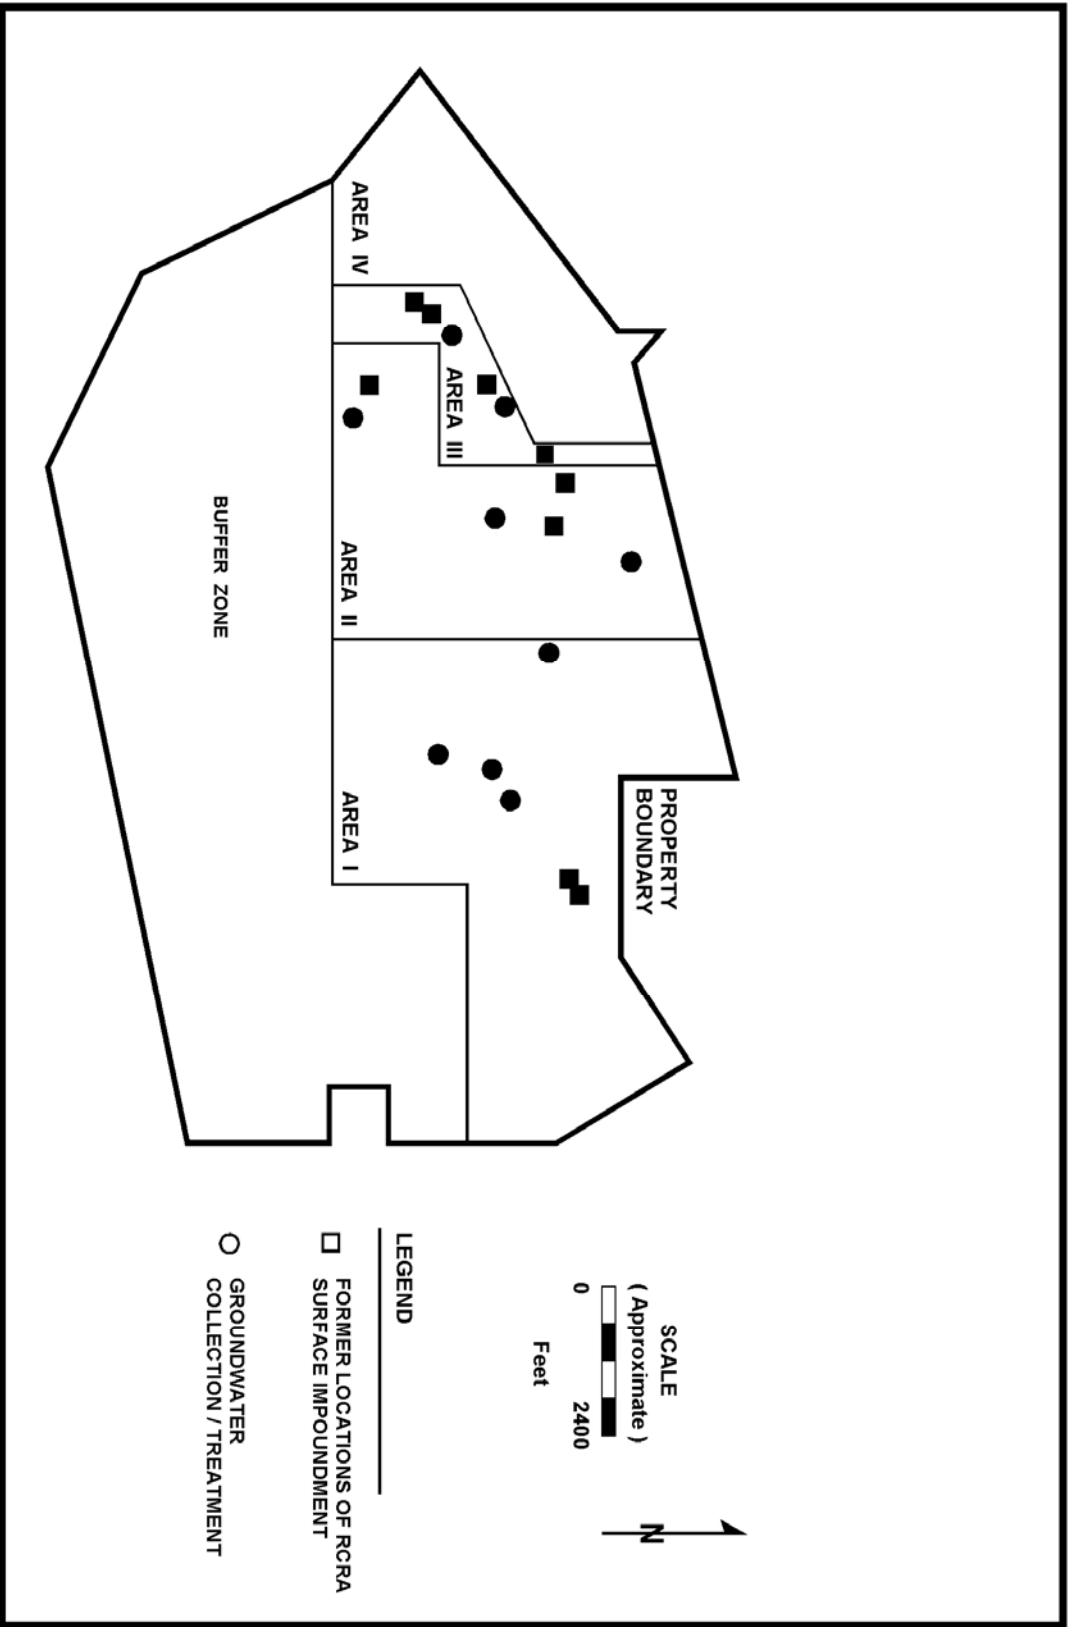 AREA IV
AREA III
AREA II
AREA I
BUFFER ZONE
PROPERTY
BOUNDARY
SCALE
( Approximate )
0 2400
Feet
N
LEGEND
FORMER LOCATIONS OF RCRA
SURFACE IMPOUNDMENT
GROUNDWATER
COLLECTION / TREATMENT